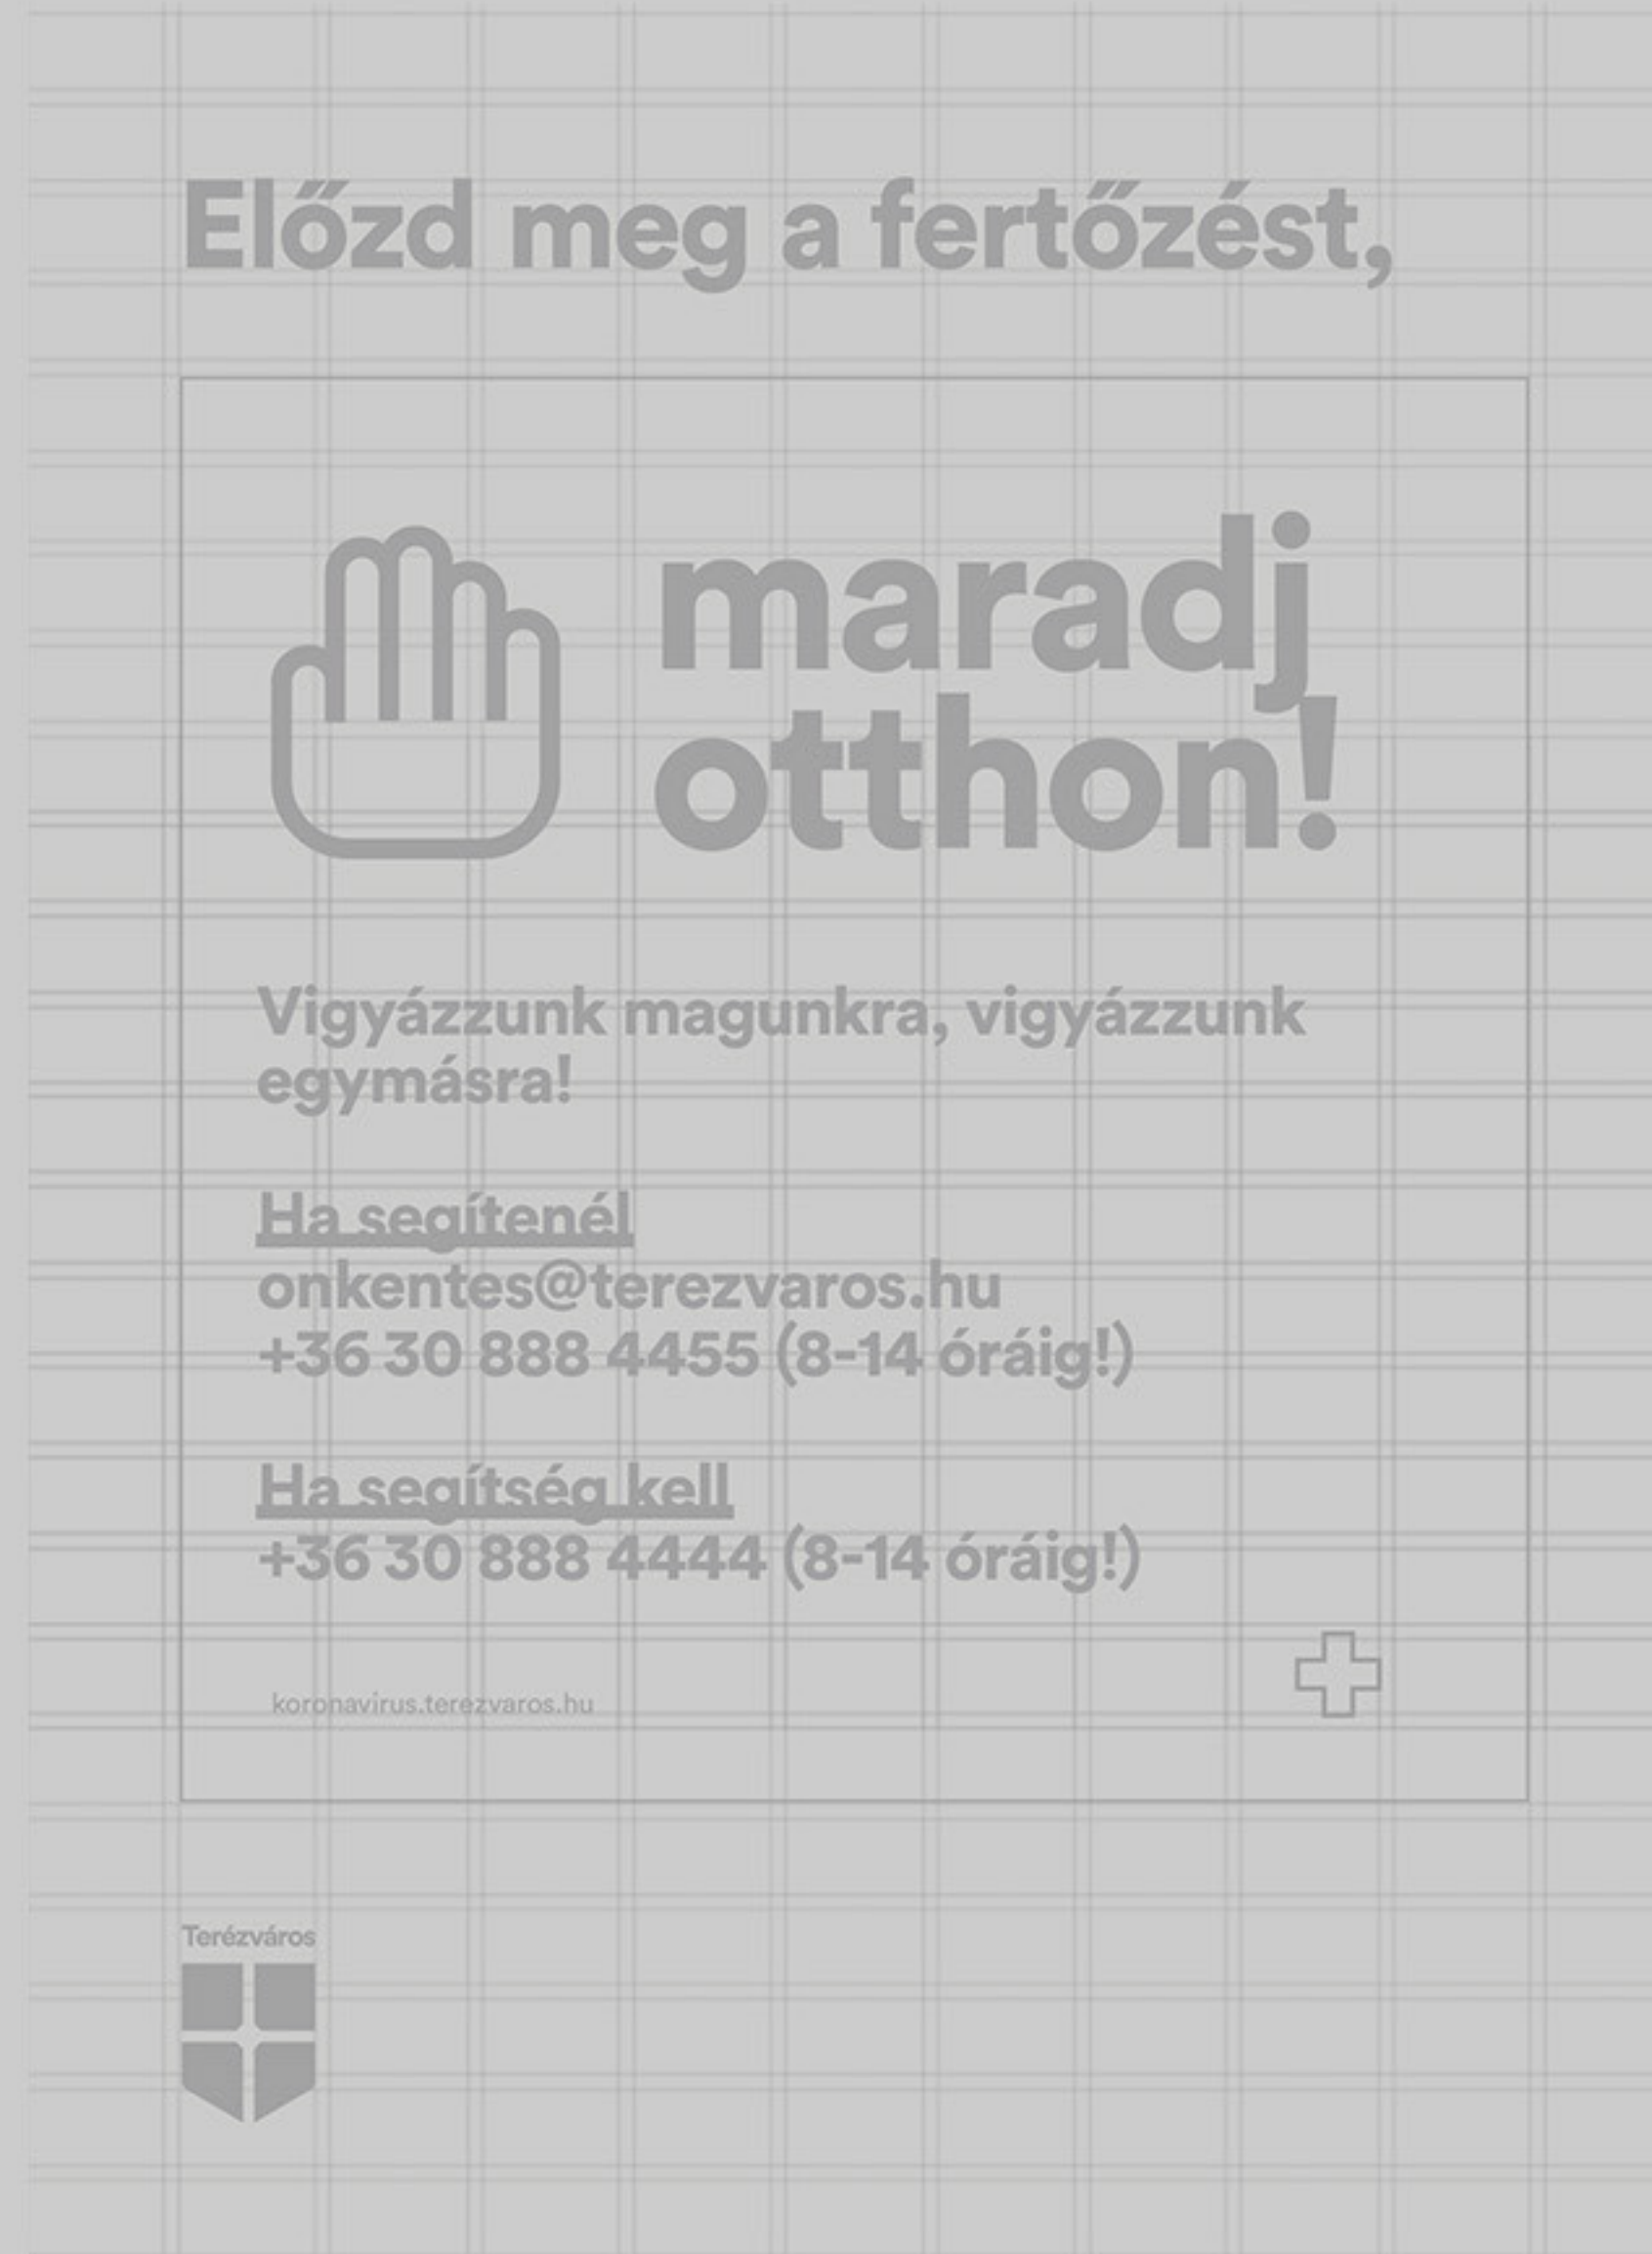 Előzd meg a fertőzést,
maradj
otthon!
Vigyázzunk magunkra, vigyázzunk
egymásra!
Ha segítenél
onkentes@terezvaros.hu
+36 30 888 4455 (8-14 óráig!)
Ha segítség kell
+36 30 888 4444 (8-14 óráig!)
koronavirus.terezvaros.hu
Terézváros